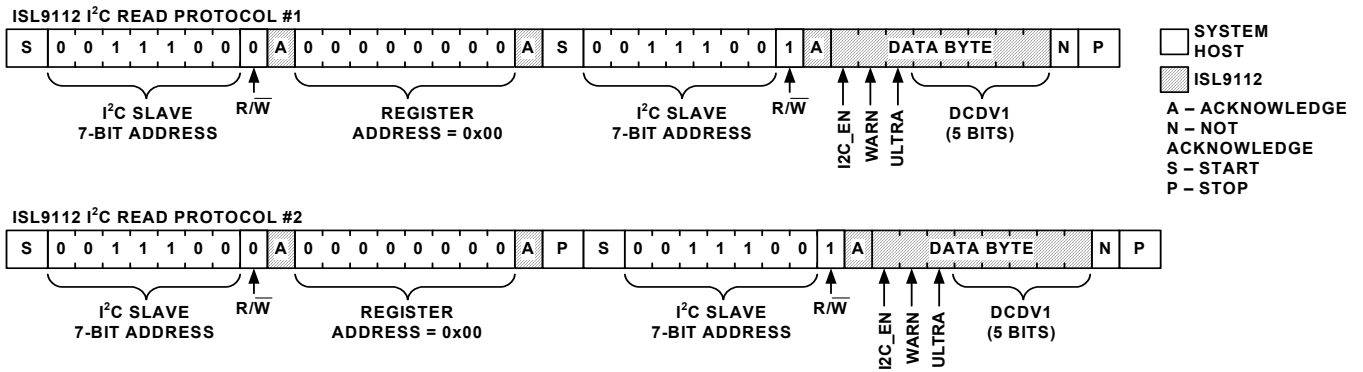 ISL9112 I²C READ PROTOCOL #1
S 0 0 1 1 1 0 0 0 A 0 0 0 0 0 0 0 0 A S 0 0 1 1 1 0 0 1 A DATA BYTE N P
I²C SLAVE
7-BIT ADDRESS
R/W̅
REGISTER
ADDRESS = 0x00
I²C SLAVE
7-BIT ADDRESS
R/W̅
I2C_EN
WARN
ULTRA
DCDV1
(5 BITS)
SYSTEM
HOST
ISL9112
A – ACKNOWLEDGE
N – NOT
ACKNOWLEDGE
S – START
P – STOP
ISL9112 I²C READ PROTOCOL #2
S 0 0 1 1 1 0 0 0 A 0 0 0 0 0 0 0 0 A P S 0 0 1 1 1 0 0 1 A DATA BYTE N P
I²C SLAVE
7-BIT ADDRESS
R/W̅
REGISTER
ADDRESS = 0x00
I²C SLAVE
7-BIT ADDRESS
R/W̅
I2C_EN
WARN
ULTRA
DCDV1
(5 BITS)